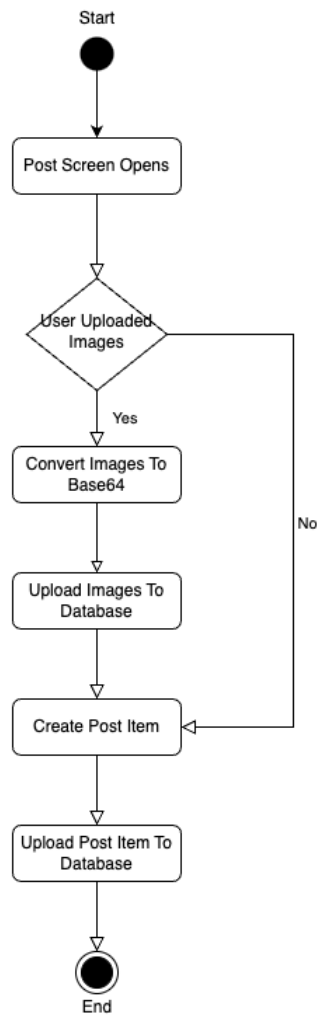 Start
Post Screen Opens
User Uploaded
Images
Yes
Convert Images To
Base64
No
Upload Images To
Database
Create Post Item
Upload Post Item To
Database
End